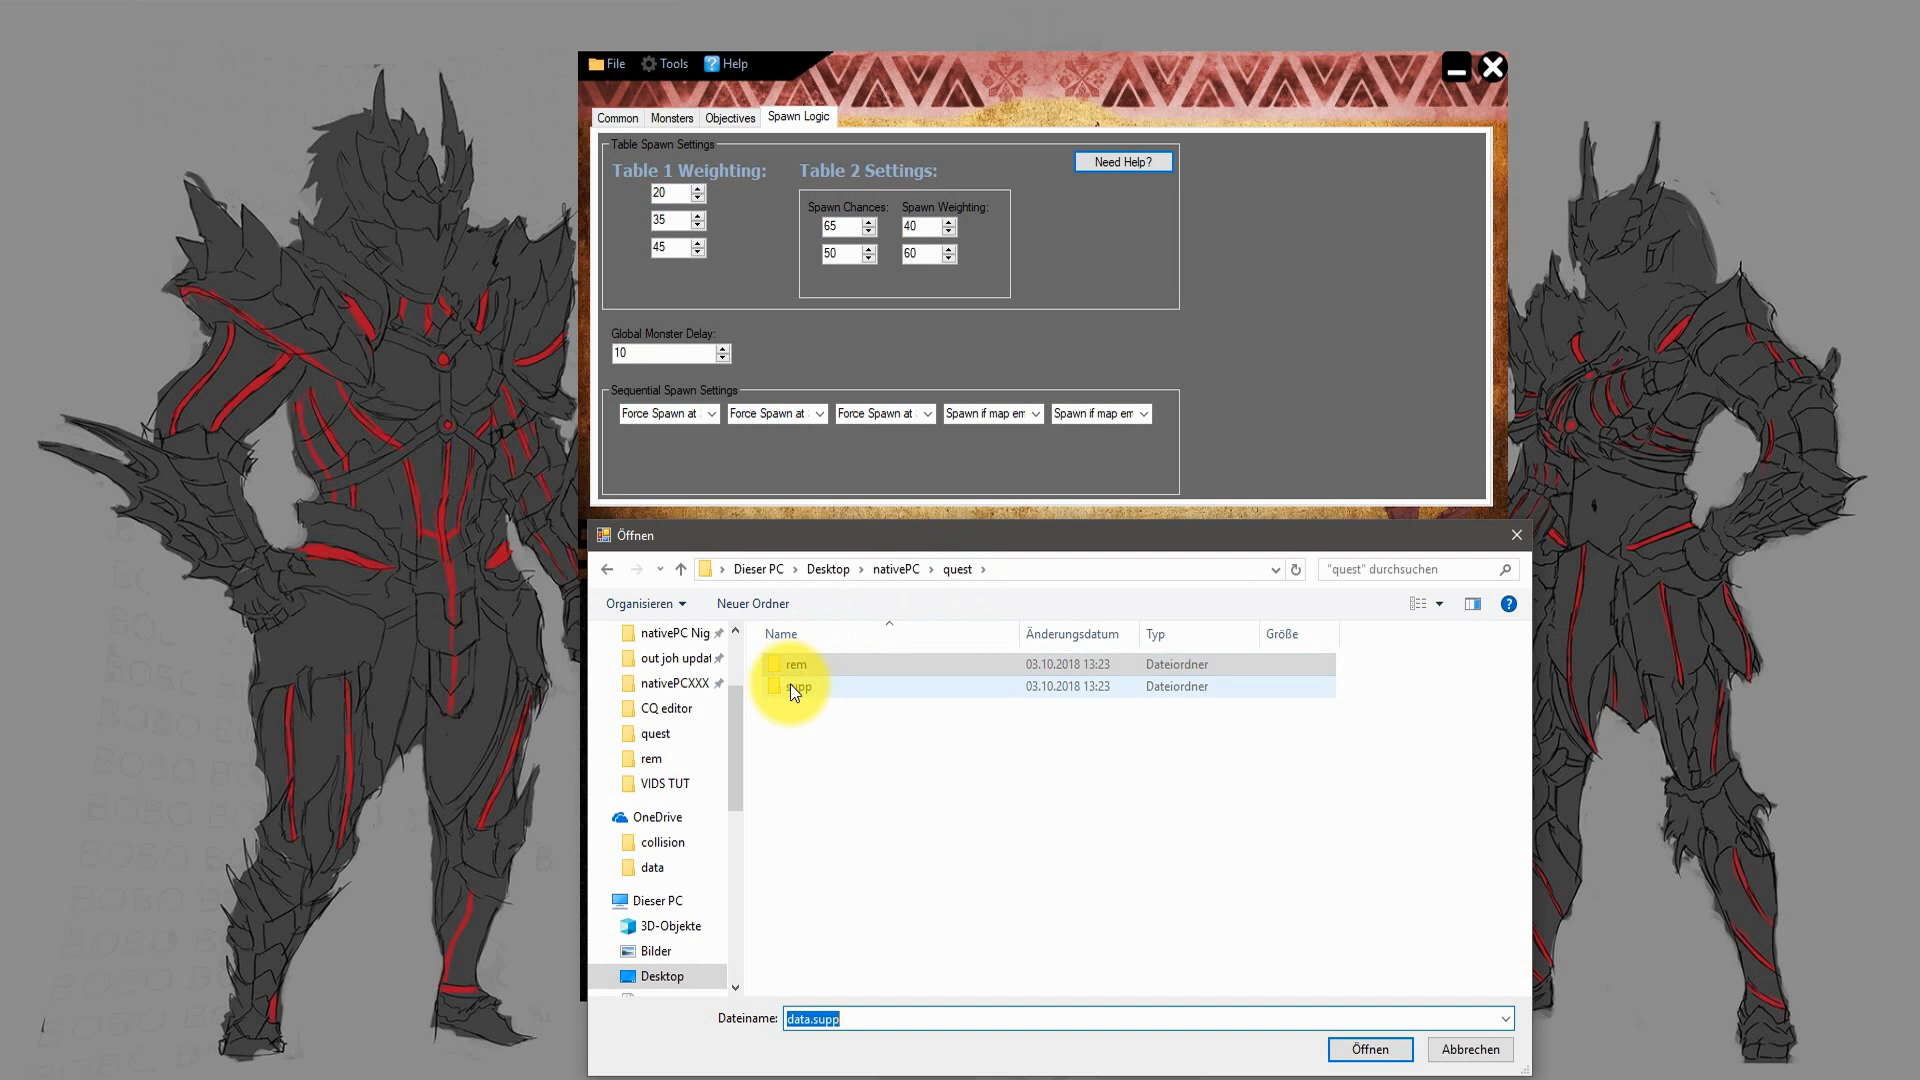 File Tools Help
Common Monsters Objectives Spawn Logic
Table Spawn Settings
Table 1 Weighting: Table 2 Settings: Need Help?
20
35
45
Spawn Chances: Spawn Weighting:
65 40
50 60
Global Monster Delay:
10
Sequential Spawn Settings
Force Spawn at Force Spawn at Force Spawn at Spawn if map em Spawn if map em
Öffnen
Dieser PC Desktop nativePC quest
"quest" durchsuchen
Organisieren Neuer Ordner
Name Änderungsdatum Typ Größe
rem 03.10.2018 13:23 Dateiordner
supp 03.10.2018 13:23 Dateiordner
nativePC Nig
out joh updat
nativePCXXX
CQ editor
quest
rem
VIDS TUT
OneDrive
collision
data
Dieser PC
3D-Objekte
Bilder
Desktop
Dateiname: data.supp
Öffnen Abbrechen